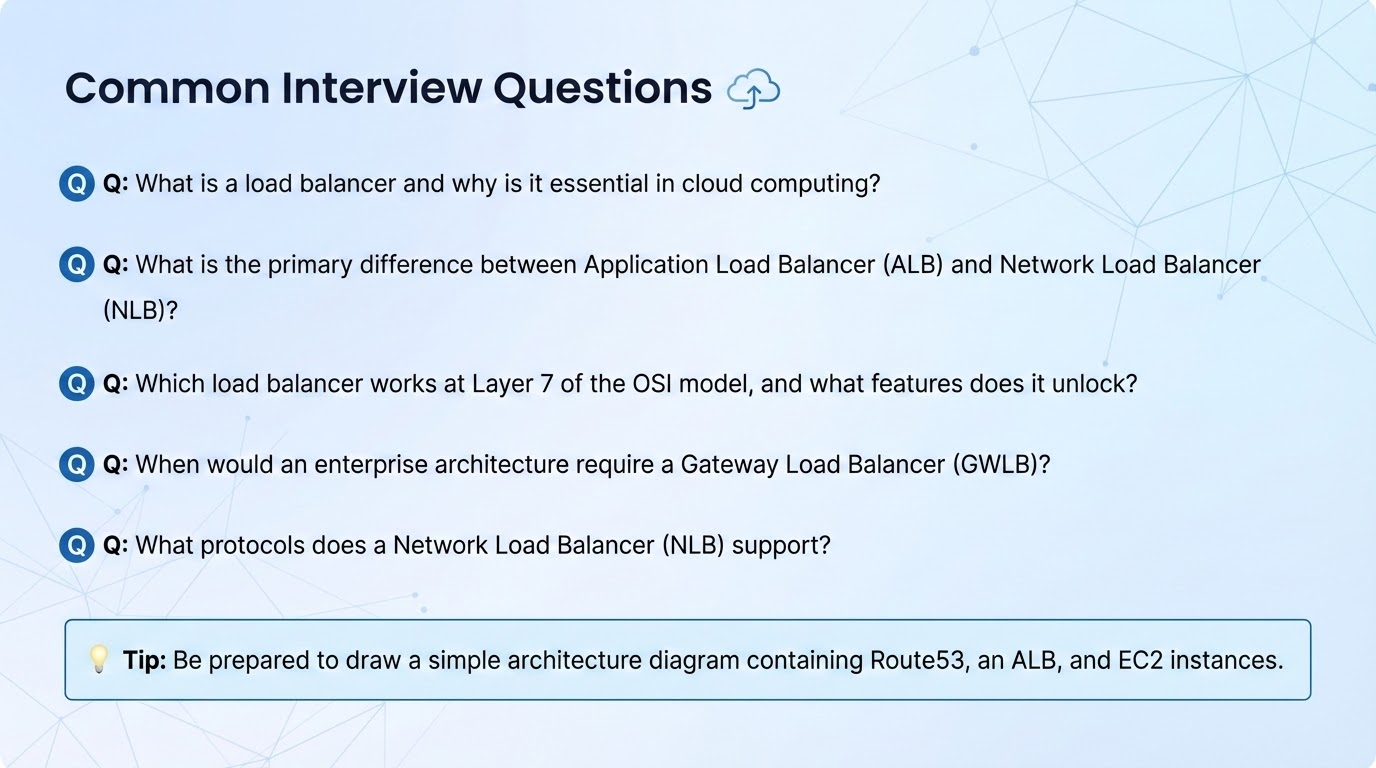 Common Interview Questions
Q Q: What is a load balancer and why is it essential in cloud computing?
Q Q: What is the primary difference between Application Load Balancer (ALB) and Network Load Balancer
(NLB)?
Q Q: Which load balancer works at Layer 7 of the OSI model, and what features does it unlock?
Q Q: When would an enterprise architecture require a Gateway Load Balancer (GWLB)?
Q Q: What protocols does a Network Load Balancer (NLB) support?
Tip: Be prepared to draw a simple architecture diagram containing Route53, an ALB, and EC2 instances.